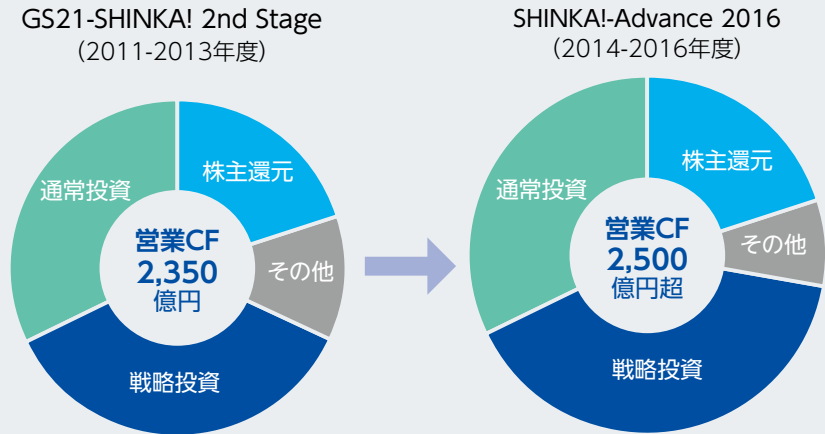 GS21-SHINKA! 2nd Stage
（2011-2013年度）
株主還元
通常投資
営業CF
2,350
億円
その他
戦略投資
SHINKA!-Advance 2016
（2014-2016年度）
株主還元
通常投資
営業CF
2,500
億円超
その他
戦略投資